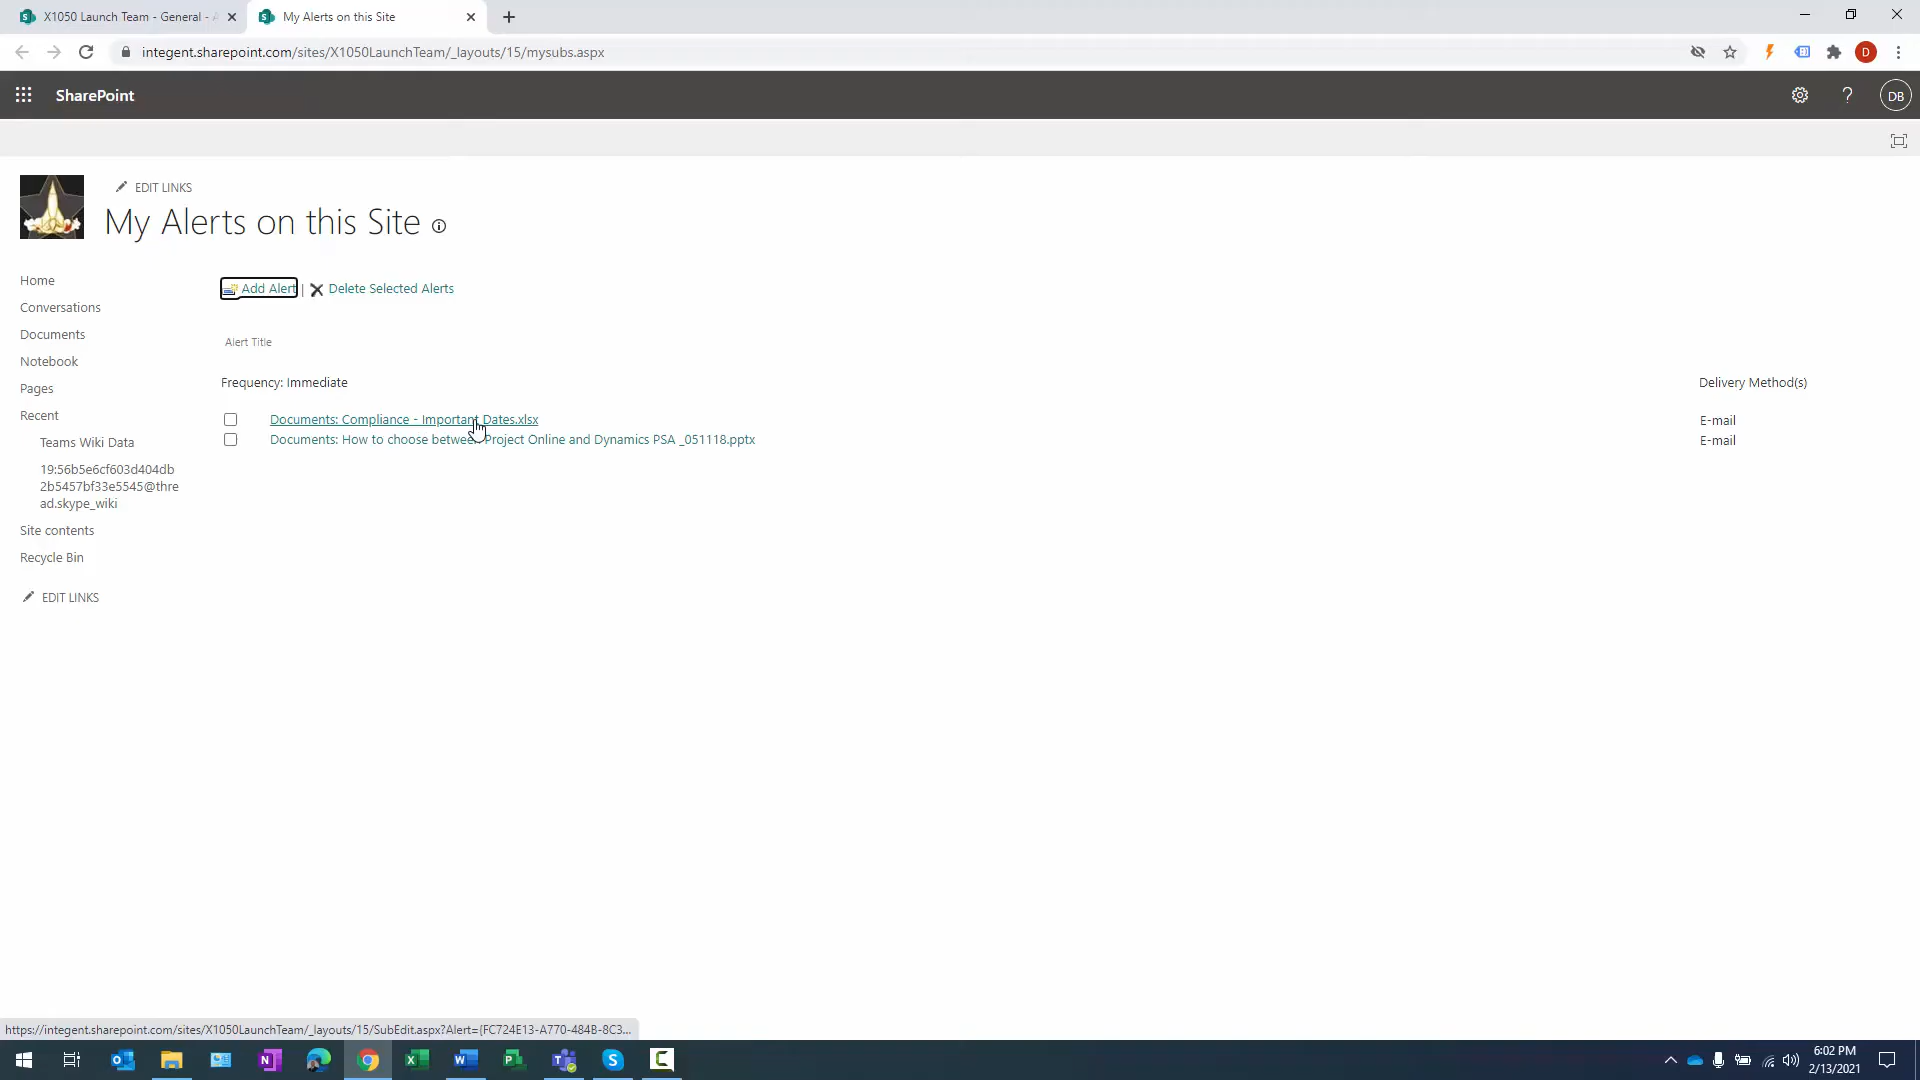 X1050 Launch Team - General -
My Alerts on this Site
integent.sharepoint.com/sites/X1050LaunchTeam/_layouts/15/mysubs.aspx
D
SharePoint
?
DB
EDIT LINKS
My Alerts on this Site
Home
Conversations
Documents
Notebook
Pages
Recent
Teams Wiki Data
19:56b5e6cf603d404db
2b5457bf33e5545@thre
ad.skype_wiki
Site contents
Recycle Bin
EDIT LINKS
Add Alert | Delete Selected Alerts
Alert Title
Frequency: Immediate Delivery Method(s)
Documents: Compliance - Important Dates.xlsx E-mail
Documents: How to choose between Project Online and Dynamics PSA _051118.pptx E-mail
https://integent.sharepoint.com/sites/X1050LaunchTeam/_layouts/15/SubEdit.aspx?Alert={FC724E13-A770-484B-8C3...
6:02 PM
2/13/2021